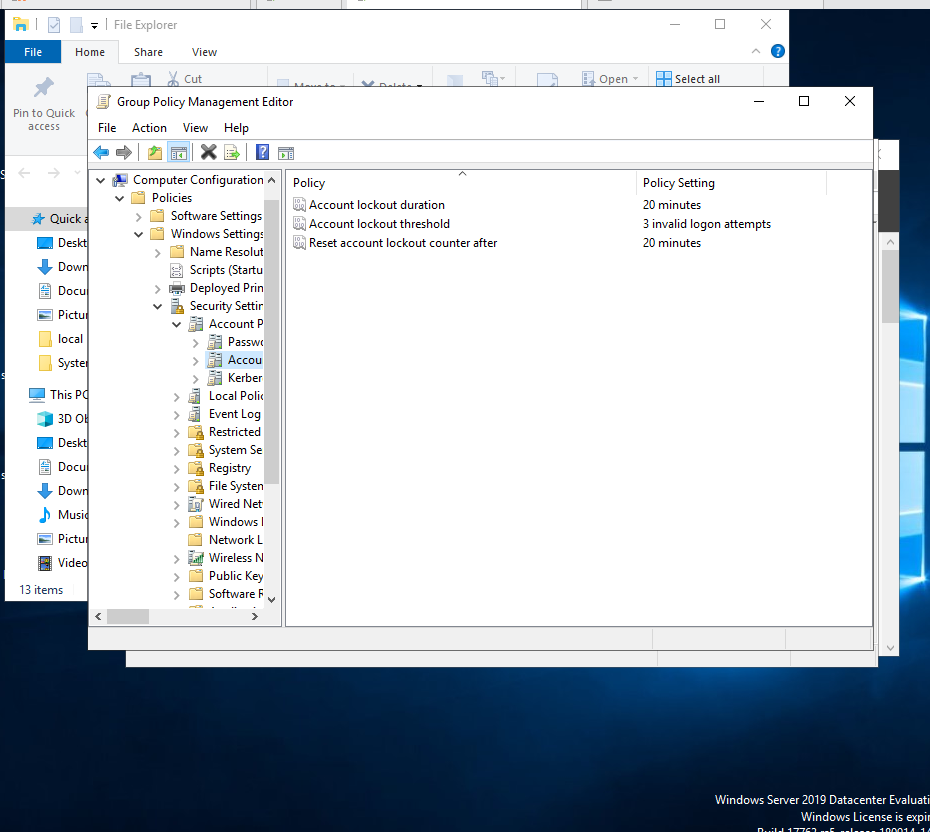 File Explorer
File Home Share View
Cut
Open
Select all
Pin to Quick
access
Group Policy Management Editor
File Action View Help
Quick a
Deskt
Down
Docu
Pictur
local
System
This PC
3D Ob
Deskt
Docu
Down
Music
Pictur
Video
13 items
Computer Configuration
Policies
Software Settings
Windows Settings
Name Resolut
Scripts (Startu
Deployed Prin
Security Settin
Account P
Passwo
Accou
Kerber
Local Polic
Event Log
Restricted
System Se
Registry
File System
Wired Net
Windows
Network L
Wireless N
Public Key
Software R
Policy Policy Setting
Account lockout duration 20 minutes
Account lockout threshold 3 invalid logon attempts
Reset account lockout counter after 20 minutes
Windows Server 2019 Datacenter Evaluati
Windows License is expir
Build 17763.rs5_release.180914-14